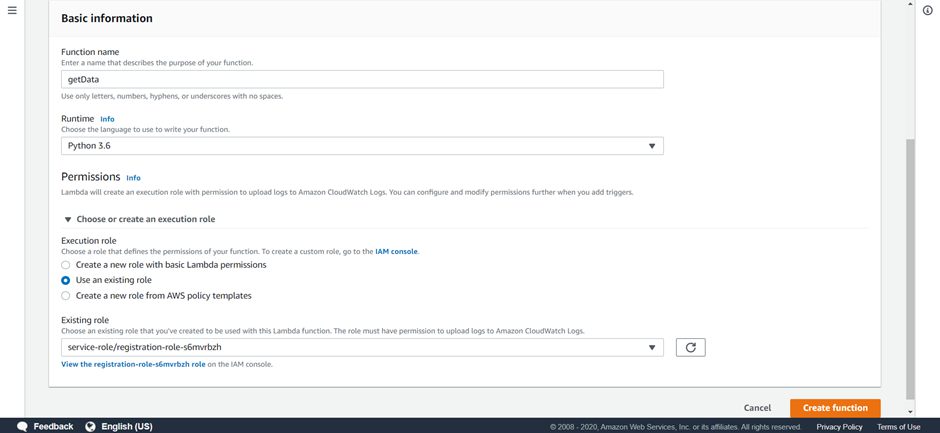 Basic information
Function name
Enter a name that describes the purpose of your function.
getData
Use only letters, numbers, hyphens, or underscores with no spaces.
Runtime Info
Choose the language to use to write your function.
Python 3.6
Permissions Info
Lambda will create an execution role with permission to upload logs to Amazon CloudWatch Logs. You can configure and modify permissions further when you add triggers.
Choose or create an execution role
Execution role
Choose a role that defines the permissions of your function. To create a custom role, go to the IAM console.
Create a new role with basic Lambda permissions
Use an existing role
Create a new role from AWS policy templates
Existing role
Choose an existing role that you've created to be used with this Lambda function. The role must have permission to upload logs to Amazon CloudWatch Logs.
service-role/registration-role-s6mvrbzh
View the registration-role-s6mvrbzh role on the IAM console.
Cancel Create function
Feedback English (US) © 2008 - 2020, Amazon Web Services, Inc. or its affiliates. All rights reserved. Privacy Policy Terms of Use